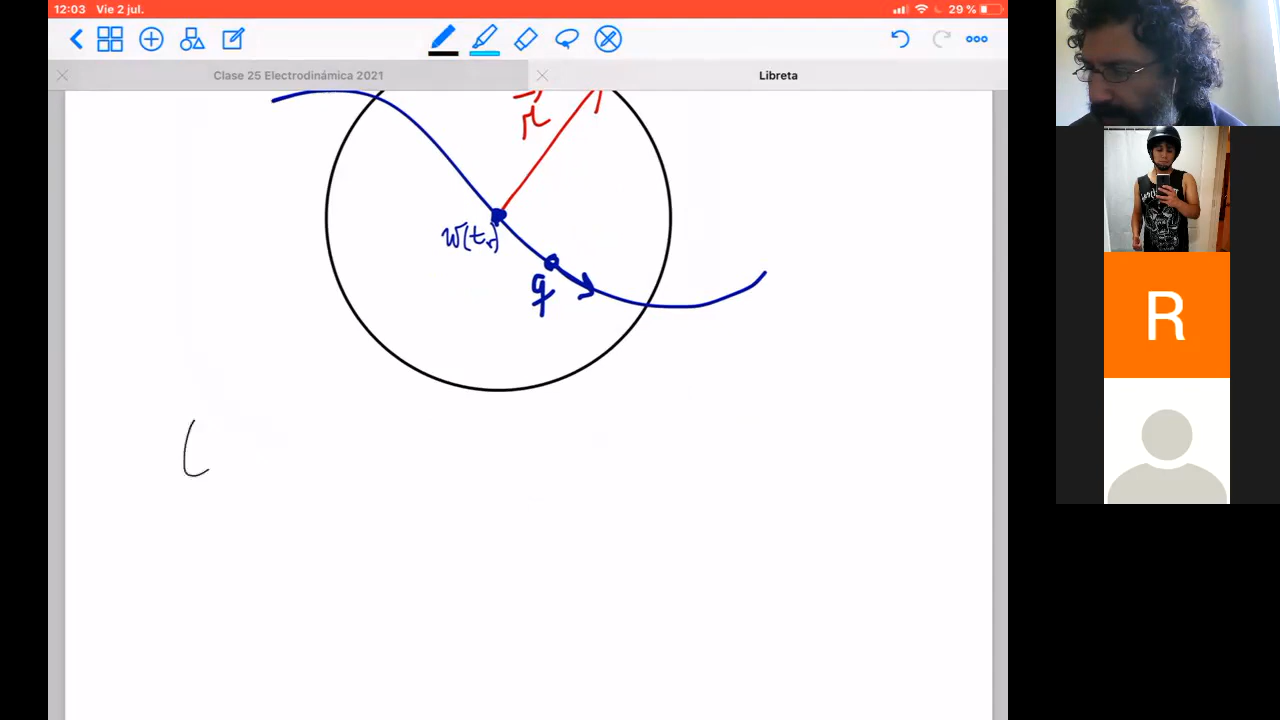 12:03 Vie 2 jul. 29 %
Clase 25 Electrodinámica 2021 Libreta
r
w(tᵣ)
q
R